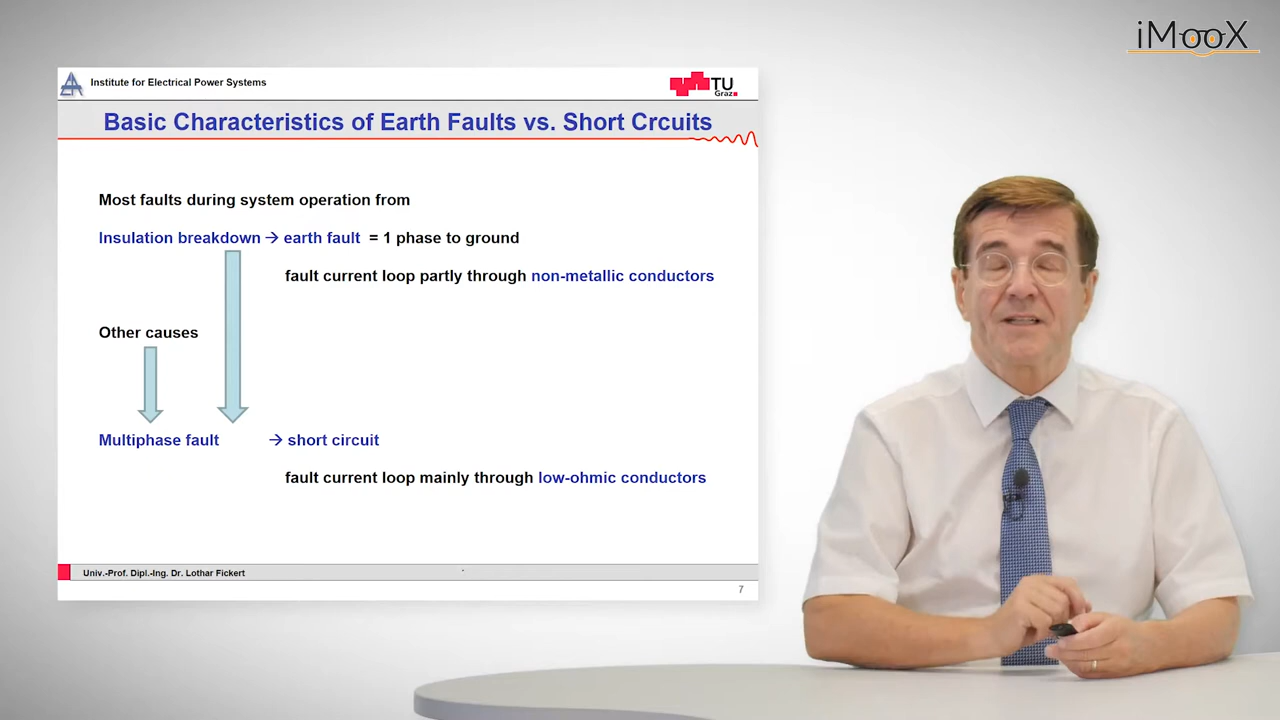 iMooX
Institute for Electrical Power Systems
TU
Graz
Basic Characteristics of Earth Faults vs. Short Crcuits
Most faults during system operation from
Insulation breakdown → earth fault = 1 phase to ground
fault current loop partly through non-metallic conductors
Other causes
Multiphase fault → short circuit
fault current loop mainly through low-ohmic conductors
Univ.-Prof. Dipl.-Ing. Dr. Lothar Fickert
7